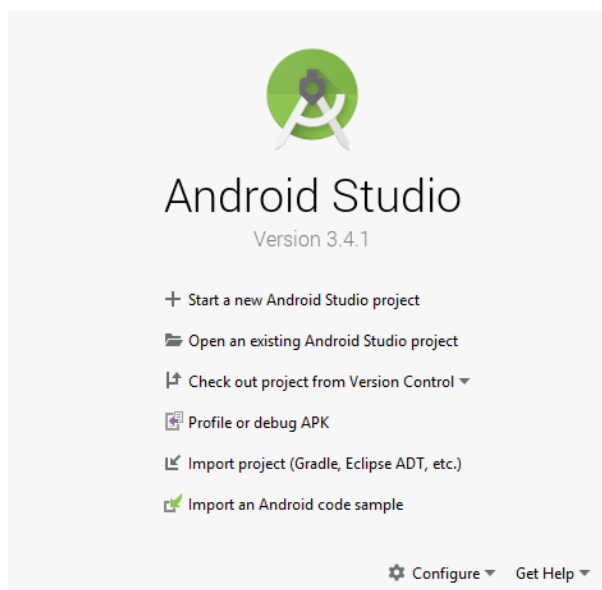 Android Studio
Version 3.4.1
Start a new Android Studio project
Open an existing Android Studio project
Check out project from Version Control
Profile or debug APK
Import project (Gradle, Eclipse ADT, etc.)
Import an Android code sample
Configure Get Help